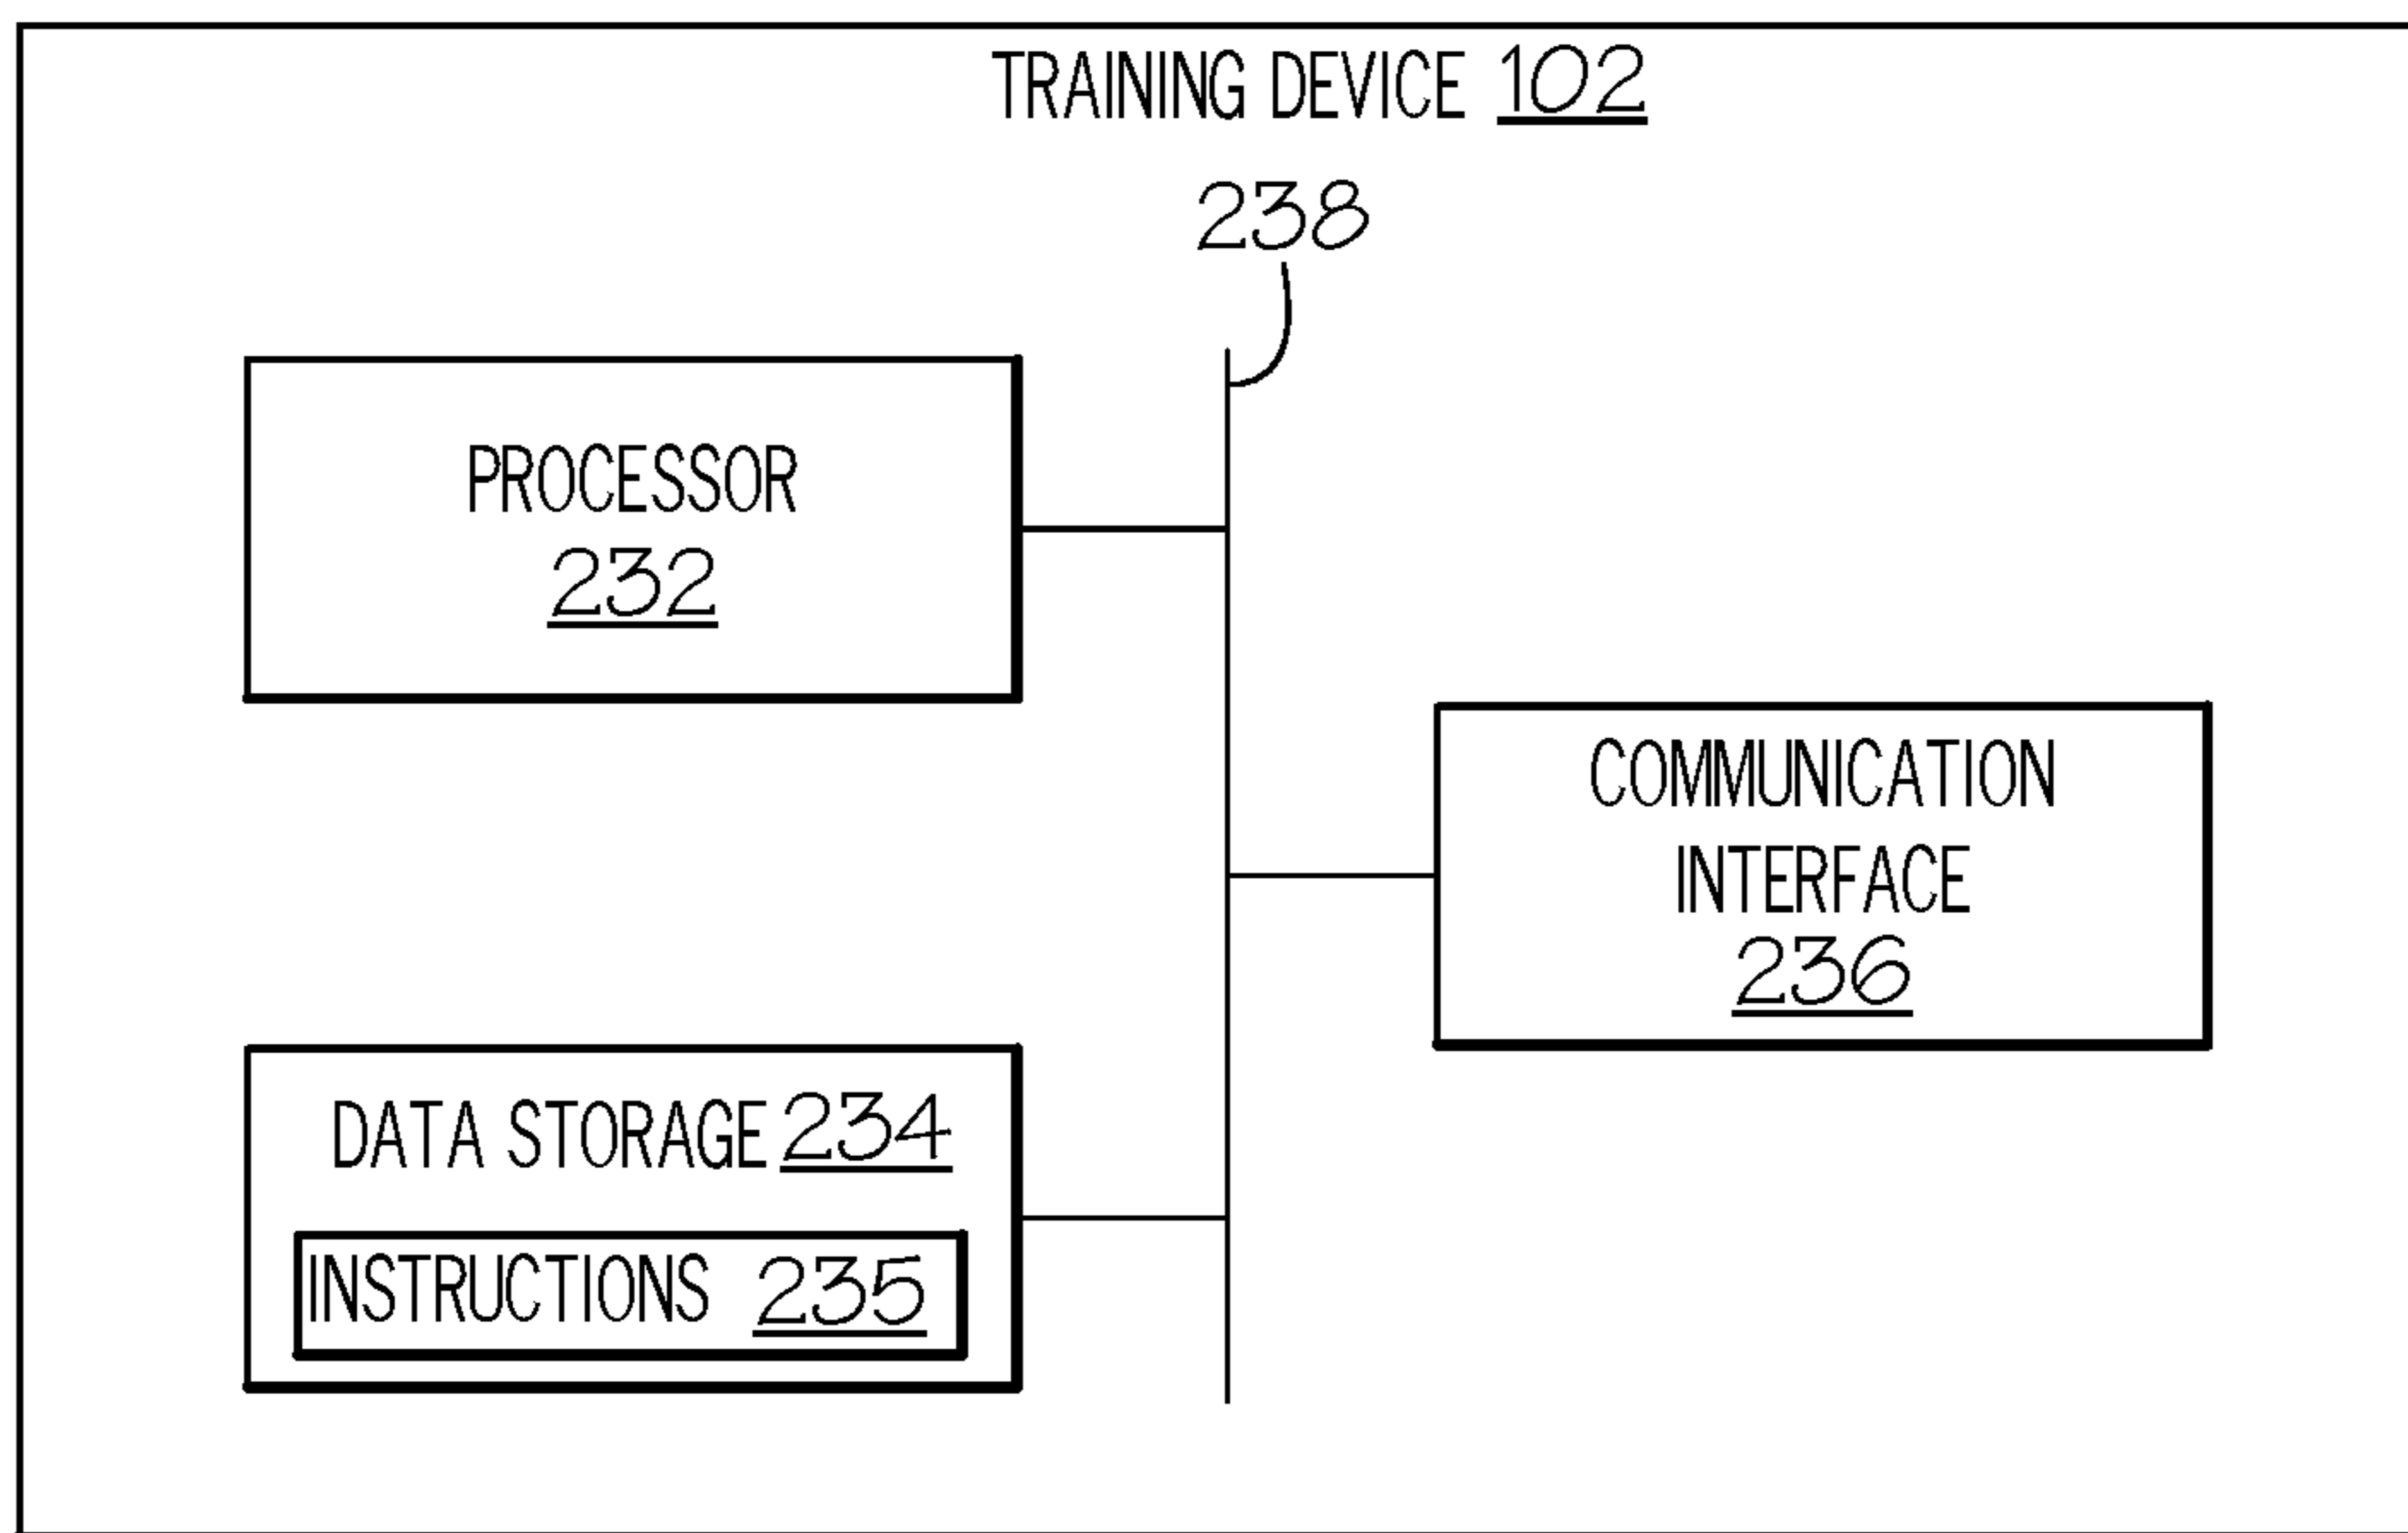 TRAINING DEVICE 102
238
PROCESSOR
232
COMMUNICATION
INTERFACE
236
DATA STORAGE 234
INSTRUCTIONS 235